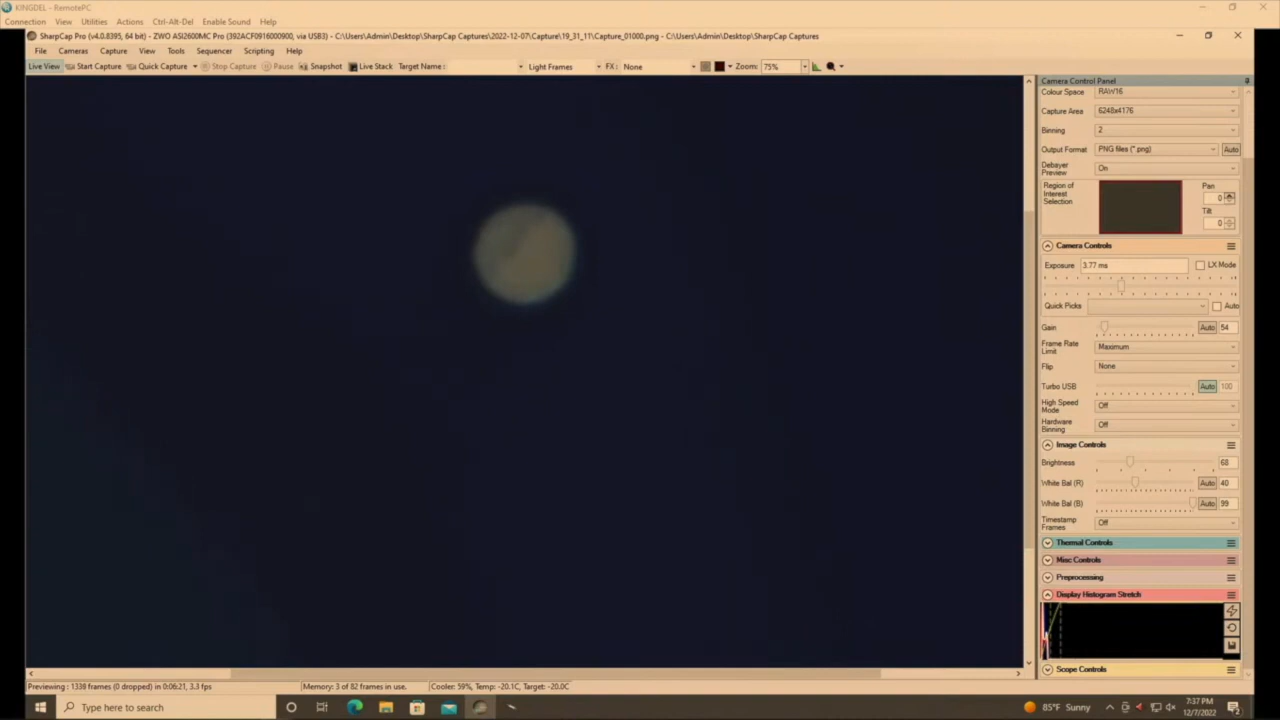 KINGDEL - RemotePC
Connection View Utilities Actions Ctrl-Alt-Del Enable Sound Help
SharpCap Pro (v4.0.8395, 64 bit) - ZWO ASI2600MC Pro (392ACF0916000900, via USB3) - C:\Users\Admin\Desktop\SharpCap Captures\2022-12-07\Capture\19_31_11\Capture_01000.png - C:\Users\Admin\Desktop\SharpCap Captures
File Cameras Capture View Tools Sequencer Scripting Help
Live View Start Capture Quick Capture Stop Capture Pause Snapshot Live Stack Target Name : Light Frames FX: None Zoom: 75%
Camera Control Panel
Colour Space RAW16
Capture Area 6248x4176
Binning 2
Output Format PNG files (*.png) Auto
Debayer Preview On
Region of Interest Selection
Pan
0
Tilt
0
Camera Controls
Exposure 3.77 ms LX Mode
Quick Picks Auto
Gain Auto 54
Frame Rate Limit Maximum
Flip None
Turbo USB Auto 100
High Speed Mode Off
Hardware Binning Off
Image Controls
Brightness 68
White Bal (R) Auto 40
White Bal (B) Auto 99
Timestamp Frames Off
Thermal Controls
Misc Controls
Preprocessing
Display Histogram Stretch
Scope Controls
Previewing : 1338 frames (0 dropped) in 0:06:21, 3.3 fps Memory: 3 of 82 frames in use. Cooler: 59%, Temp: -20.1C, Target: -20.0C
Type here to search
85°F Sunny
7:37 PM
12/7/2022
2